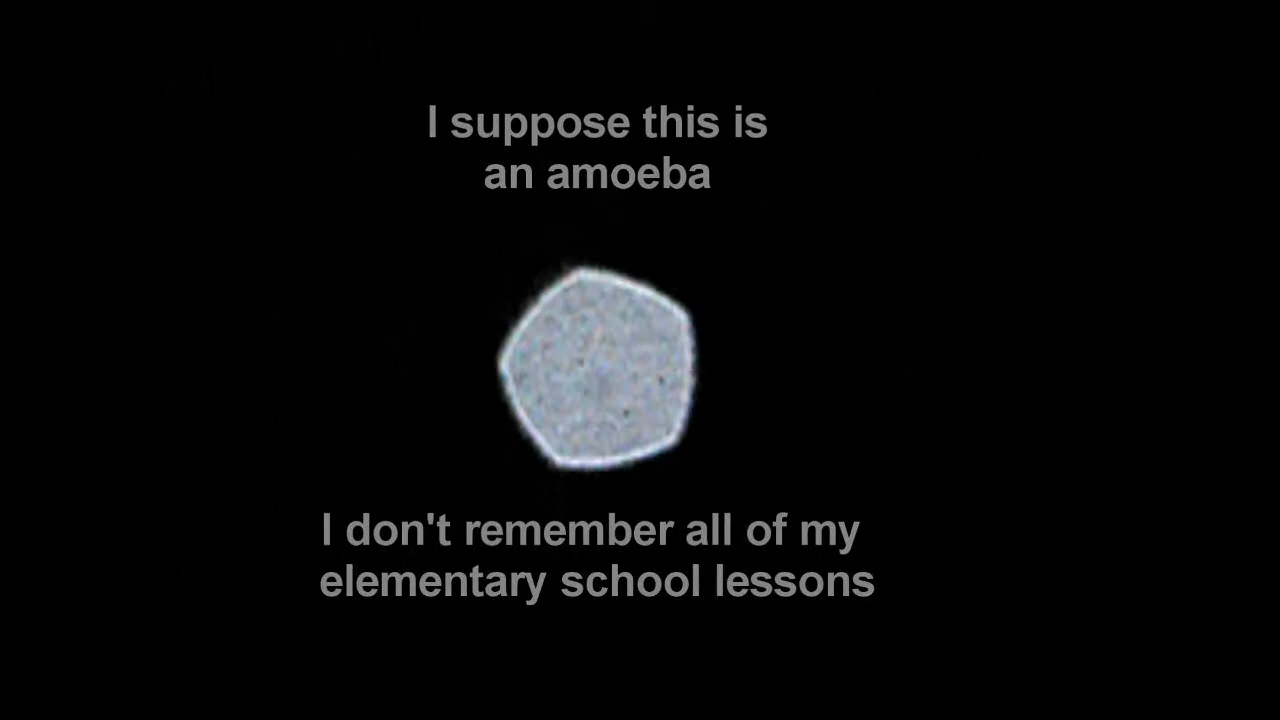 I suppose this is
an amoeba
I don't remember all of my
elementary school lessons